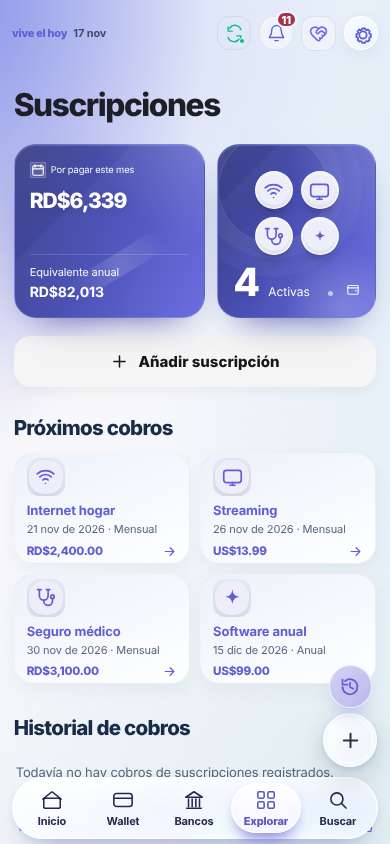 vive el hoy 17 nov
11
Suscripciones
Por pagar este mes
RD$6,339
Equivalente anual
RD$82,013
4 Activas
+ Añadir suscripción
Próximos cobros
Internet hogar
21 nov de 2026 · Mensual
RD$2,400.00 →
Streaming
26 nov de 2026 · Mensual
US$13.99 →
Seguro médico
30 nov de 2026 · Mensual
RD$3,100.00 →
Software anual
15 dic de 2026 · Anual
US$99.00
Historial de cobros
Todavía no hay cobros de suscripciones registrados.
Inicio
Wallet
Bancos
Explorar
Buscar